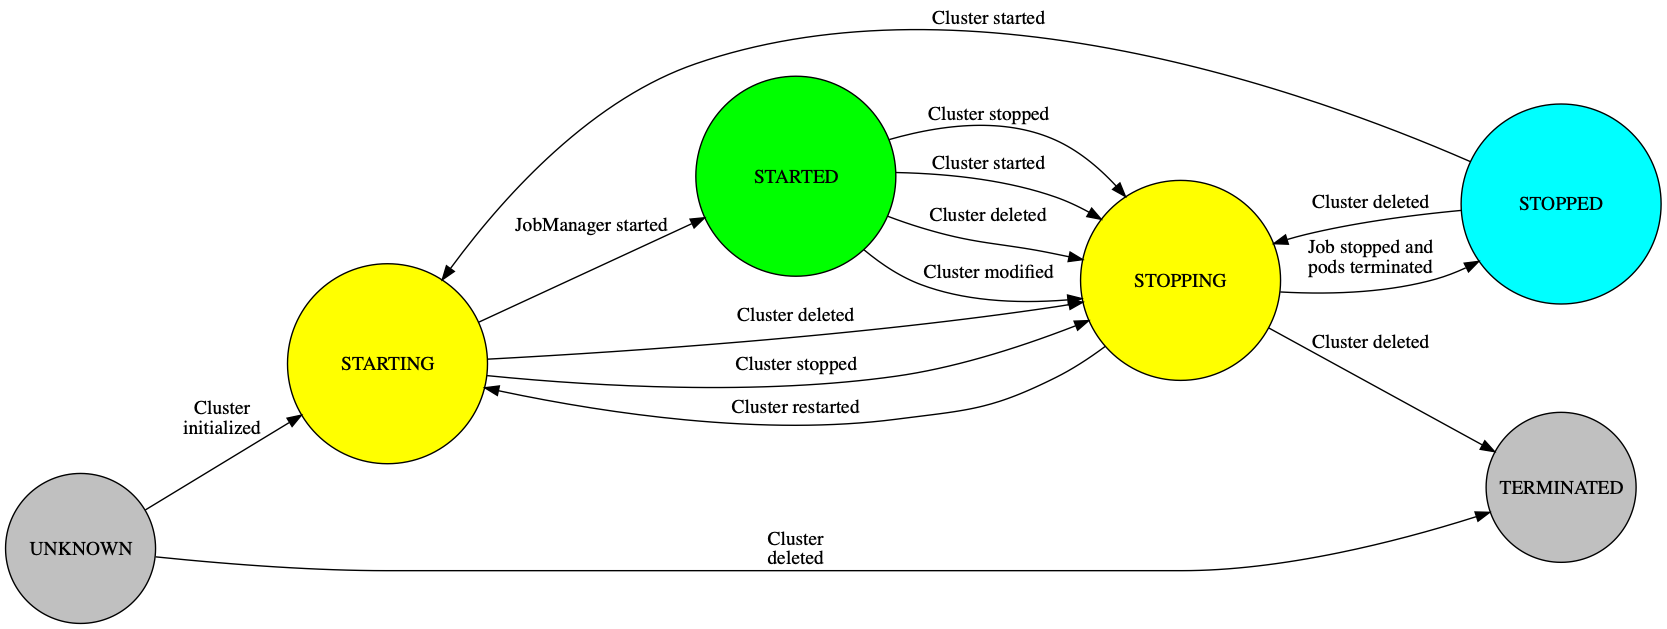 Cluster started
Cluster stopped
STARTED
Cluster started
Cluster deleted
STOPPED
Cluster deleted
JobManager started
Job stopped and
pods terminated
Cluster modified
STOPPING
Cluster deleted
Cluster deleted
STARTING
Cluster stopped
Cluster restarted
Cluster
initialized
TERMINATED
UNKNOWN
Cluster
deleted